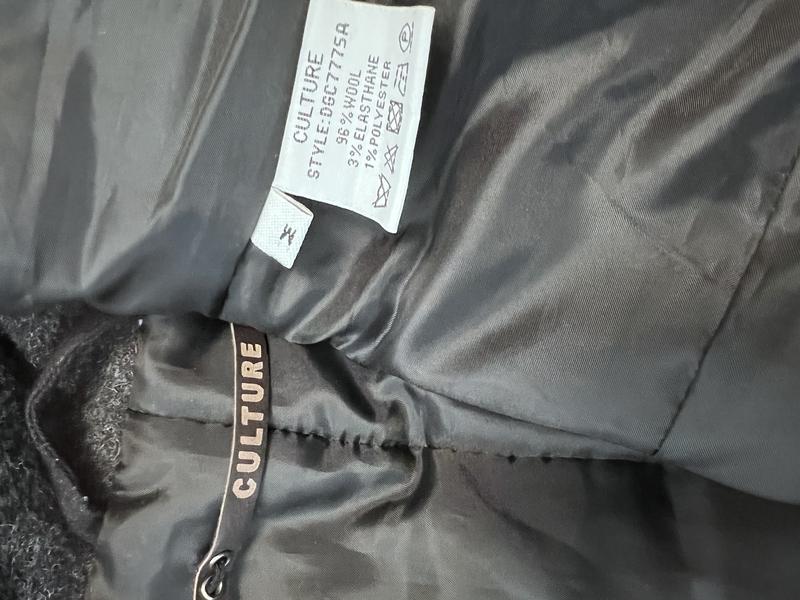 CULTURE
STYLE:DGC7775A
96%WOOL
3%ELASTHANE
1%POLYESTER
P
M
CULTURE